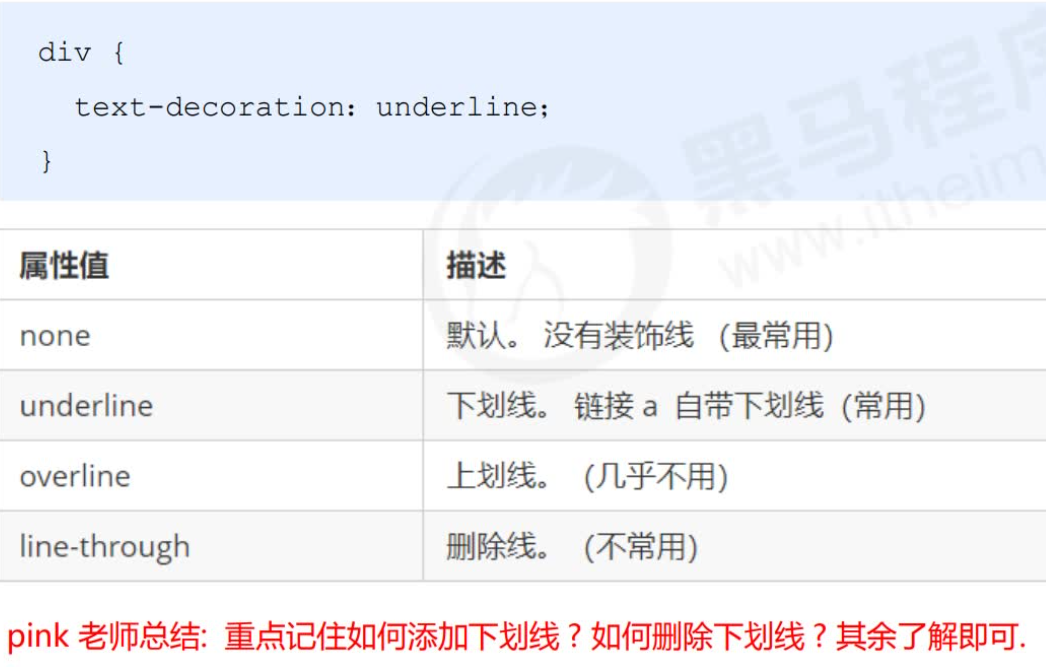 div {
text-decoration：underline；
}
属性值 描述
none 默认。 没有装饰线 (最常用)
underline 下划线。 链接 a 自带下划线 (常用)
overline 上划线。 (几乎不用)
line-through 删除线。 (不常用)
pink 老师总结: 重点记住如何添加下划线？如何删除下划线？其余了解即可.
黑马程序
www.itheim